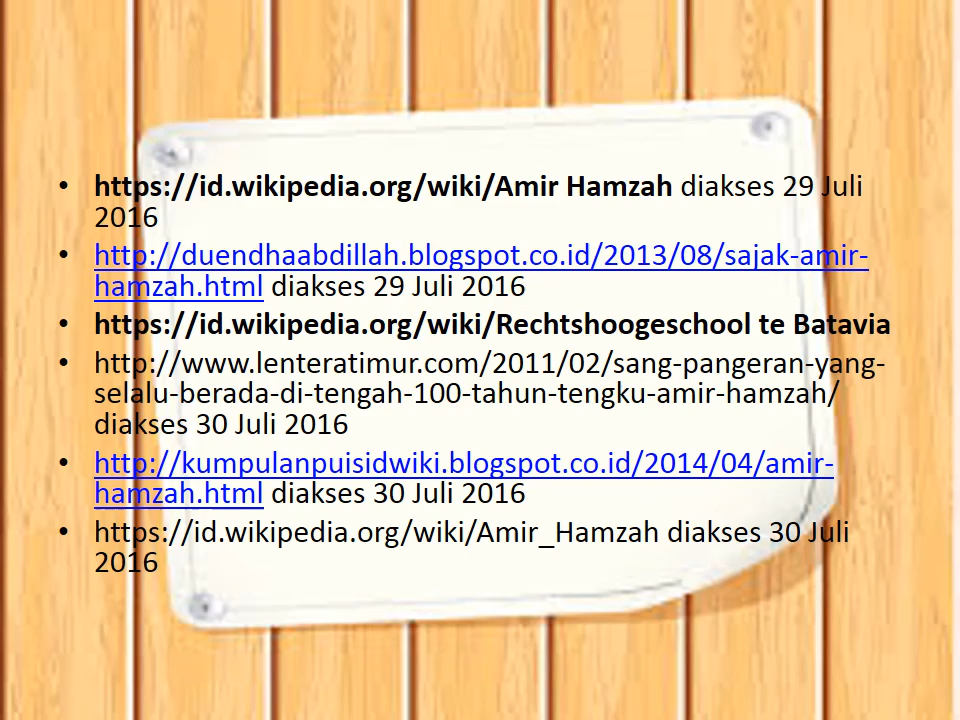 • https://id.wikipedia.org/wiki/Amir Hamzah diakses 29 Juli
2016
• http://duendhaabdillah.blogspot.co.id/2013/08/sajak-amir-
hamzah.html diakses 29 Juli 2016
• https://id.wikipedia.org/wiki/Rechtshoogeschool te Batavia
• http://www.lenteratimur.com/2011/02/sang-pangeran-yang-
selalu-berada-di-tengah-100-tahun-tengku-amir-hamzah/
diakses 30 Juli 2016
• http://kumpulanpuisidwiki.blogspot.co.id/2014/04/amir-
hamzah.html diakses 30 Juli 2016
• https://id.wikipedia.org/wiki/Amir_Hamzah diakses 30 Juli
2016